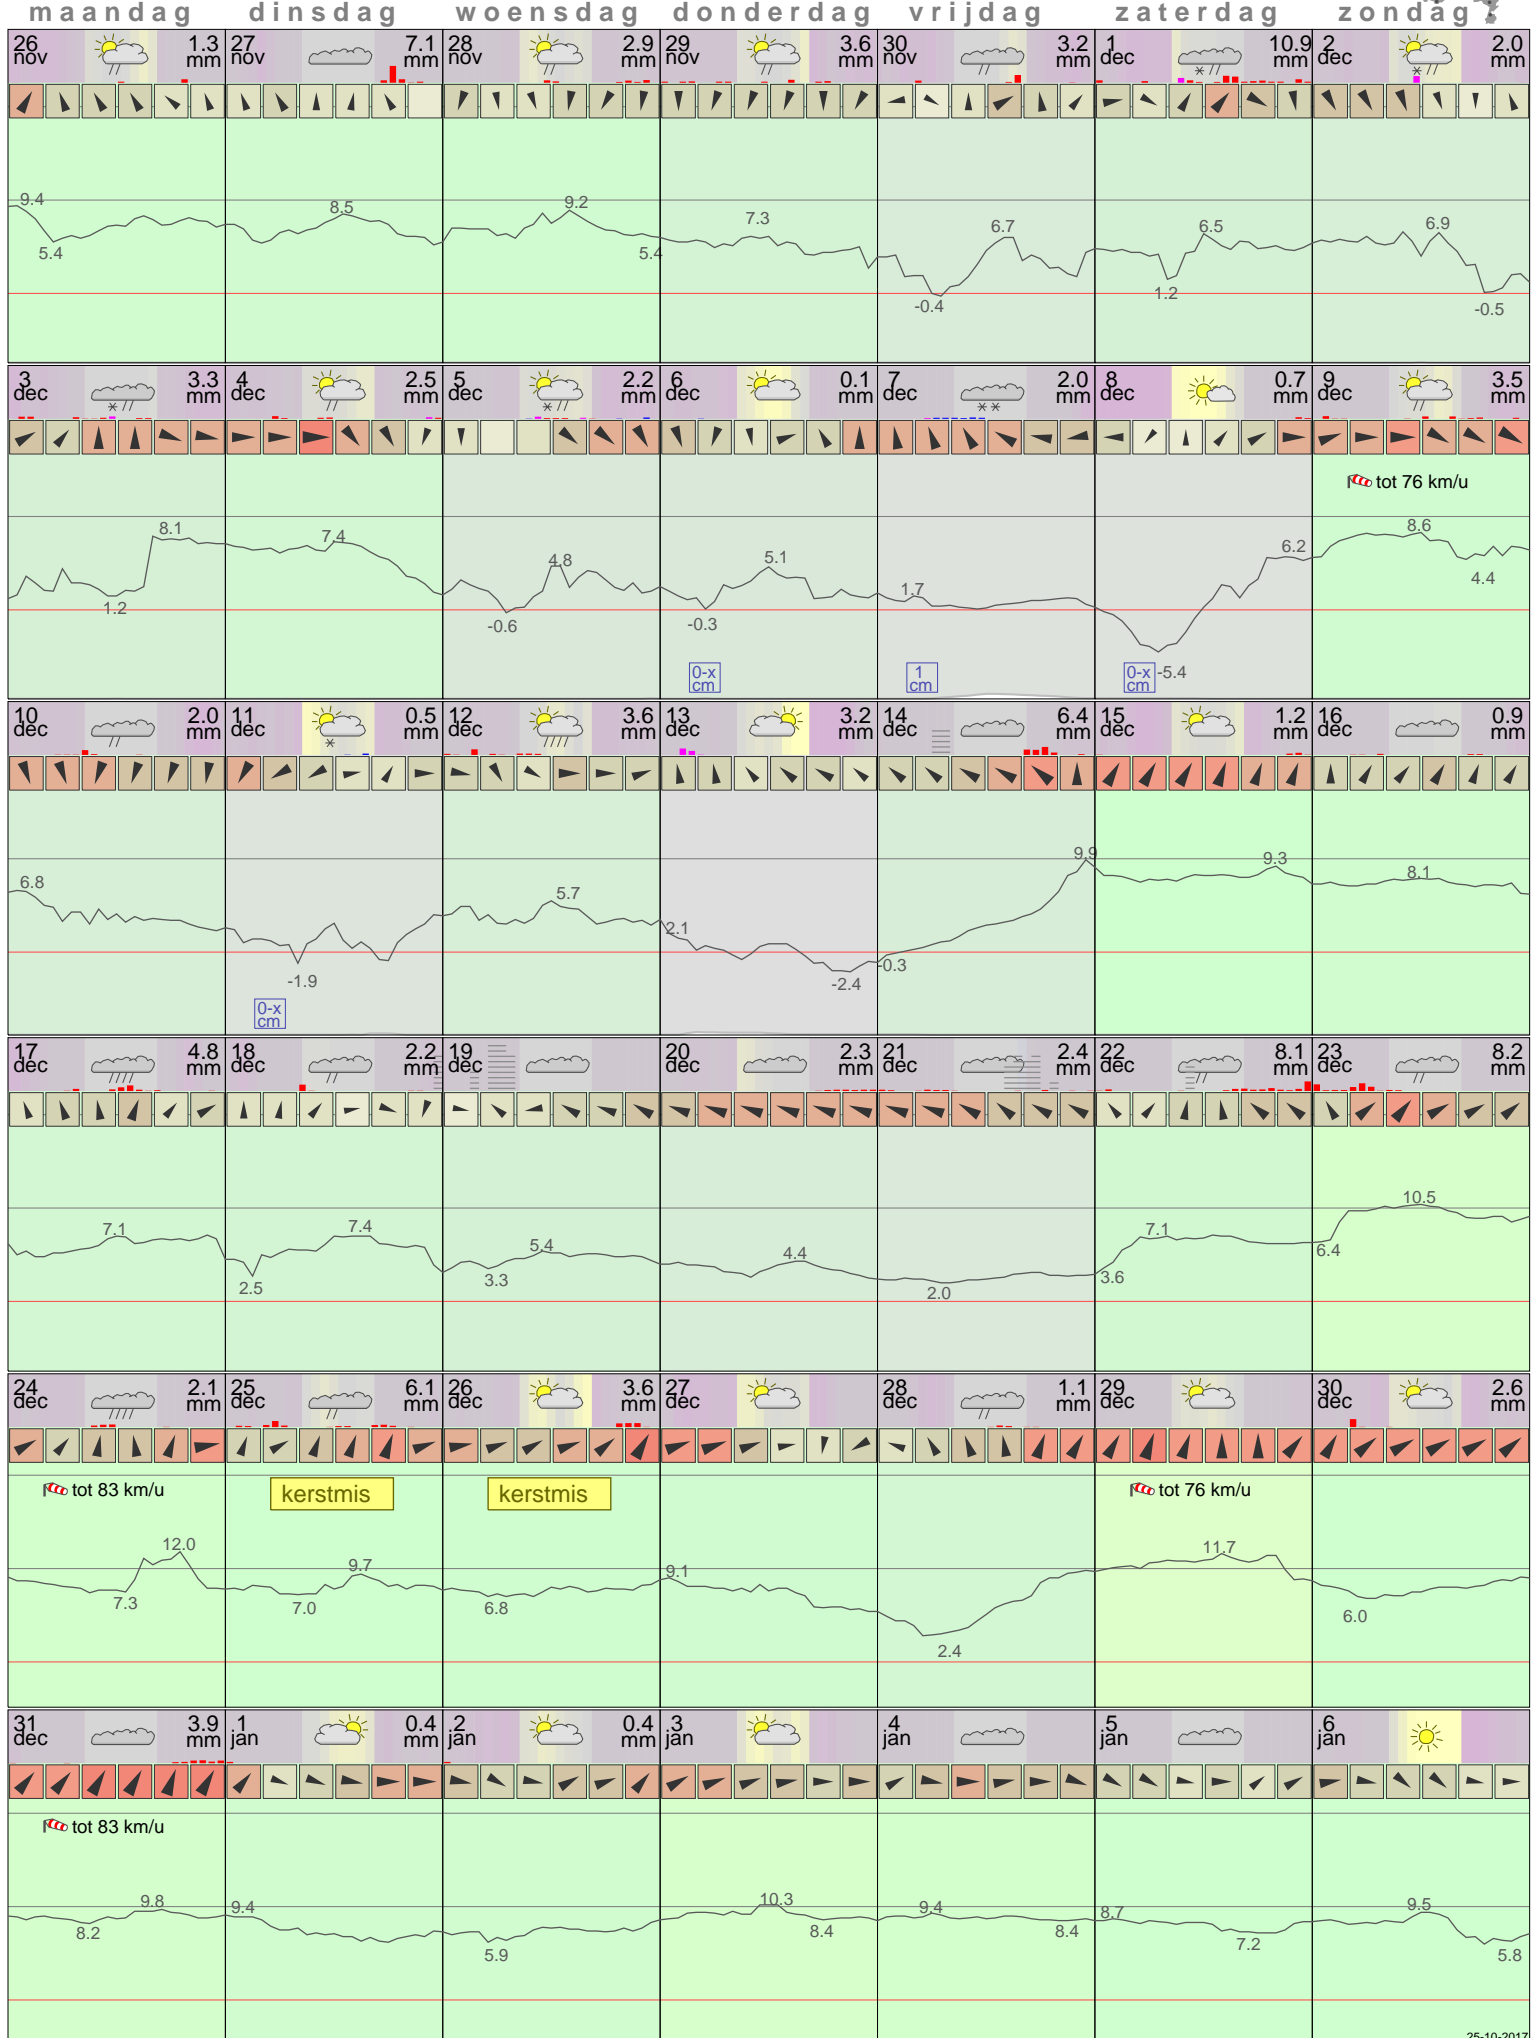 maandag dinsdag woensdag donderdag vrijdag zaterdag zondag
26 nov 1.3 mm 27 nov 7.1 mm 28 nov 2.9 mm 29 nov 3.6 mm 30 nov 3.2 mm 1 dec 10.9 mm 2 dec 2.0 mm
9.4 5.4 8.5 9.2 5.4 7.3 -0.4 6.7 1.2 6.5 6.9 -0.5
3 dec 3.3 mm 4 dec 2.5 mm 5 dec 2.2 mm 6 dec 0.1 mm 7 dec 2.0 mm 8 dec 0.7 mm 9 dec 3.5 mm
tot 76 km/u
1.2 8.1 7.4 -0.6 4.8 -0.3 5.1 1.7 -5.4 6.2 8.6 4.4
0-x cm 1 cm 0-x cm
10 dec 2.0 mm 11 dec 0.5 mm 12 dec 3.6 mm 13 dec 3.2 mm 14 dec 6.4 mm 15 dec 1.2 mm 16 dec 0.9 mm
6.8 -1.9 5.7 2.1 -2.4 -0.3 9.9 9.3 8.1
0-x cm
17 dec 4.8 mm 18 dec 2.2 mm 19 dec 20 dec 2.3 mm 21 dec 2.4 mm 22 dec 8.1 mm 23 dec 8.2 mm
7.1 2.5 7.4 3.3 5.4 4.4 2.0 3.6 7.1 6.4 10.5
24 dec 2.1 mm 25 dec 6.1 mm 26 dec 3.6 mm 27 dec 28 dec 1.1 mm 29 dec 30 dec 2.6 mm
tot 83 km/u kerstmis kerstmis tot 76 km/u
7.3 12.0 7.0 9.7 6.8 9.1 2.4 11.7 6.0
31 dec 3.9 mm 1 jan 0.4 mm 2 jan 0.4 mm 3 jan 4 jan 5 jan 6 jan
tot 83 km/u
8.2 9.8 9.4 5.9 10.3 8.4 9.4 8.4 8.7 7.2 9.5 5.8
25-10-2017